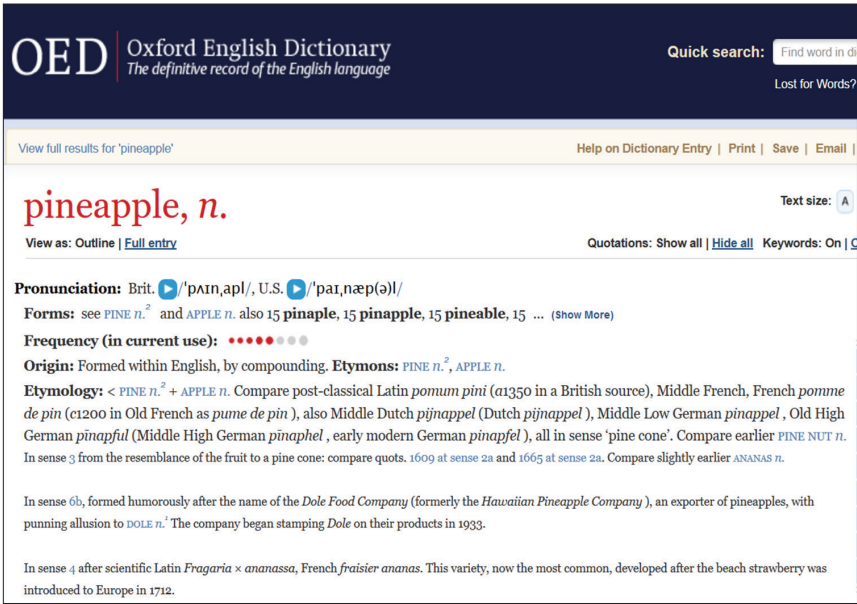 OED Oxford English Dictionary
The definitive record of the English language
Quick search: Find word in di
Lost for Words?
View full results for 'pineapple'
Help on Dictionary Entry | Print | Save | Email |
pineapple, n.
Text size: A
View as: Outline | Full entry
Quotations: Show all | Hide all Keywords: On |
Pronunciation: Brit. /ˈpʌɪnˌapl/, U.S. /ˈpaɪˌnæp(ə)l/
Forms: see PINE n.² and APPLE n. also 15 pinaple, 15 pinapple, 15 pineable, 15 ... (Show More)
Frequency (in current use):
Origin: Formed within English, by compounding. Etymons: PINE n.², APPLE n.
Etymology: < PINE n.² + APPLE n. Compare post-classical Latin pomum pini (a1350 in a British source), Middle French, French pomme
de pin (c1200 in Old French as pume de pin ), also Middle Dutch pijnappel (Dutch pijnappel ), Middle Low German pinappel , Old High
German pīnapful (Middle High German pīnaphel , early modern German pinapfel ), all in sense ‘pine cone’. Compare earlier PINE NUT n.
In sense 3 from the resemblance of the fruit to a pine cone: compare quots. 1609 at sense 2a and 1665 at sense 2a. Compare slightly earlier ANANAS n.
In sense 6b, formed humorously after the name of the Dole Food Company (formerly the Hawaiian Pineapple Company ), an exporter of pineapples, with
punning allusion to DOLE n.¹ The company began stamping Dole on their products in 1933.
In sense 4 after scientific Latin Fragaria × ananassa, French fraisier ananas. This variety, now the most common, developed after the beach strawberry was
introduced to Europe in 1712.